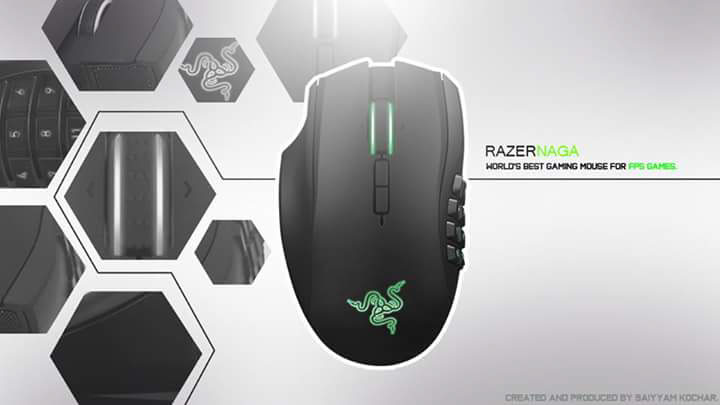 RAZERNAGA
WORLD'S BEST GAMING MOUSE FOR FPS GAMES.
CREATED AND PRODUCED BY SAIYYAM KOCHAR.